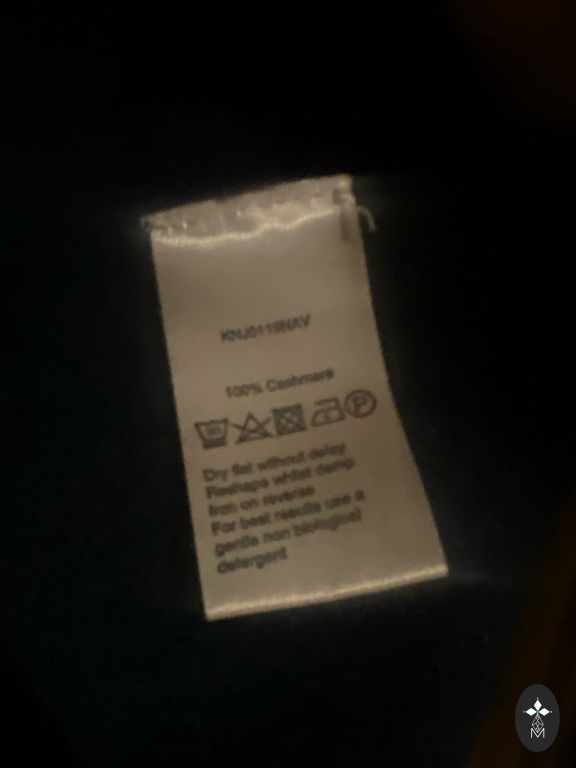 KNJ0119NAV
100% Cashmere
30
P
Dry flat without delay
Reshape whilst damp
Iron on reverse
For best results use a
gentle non biological
detergent
M